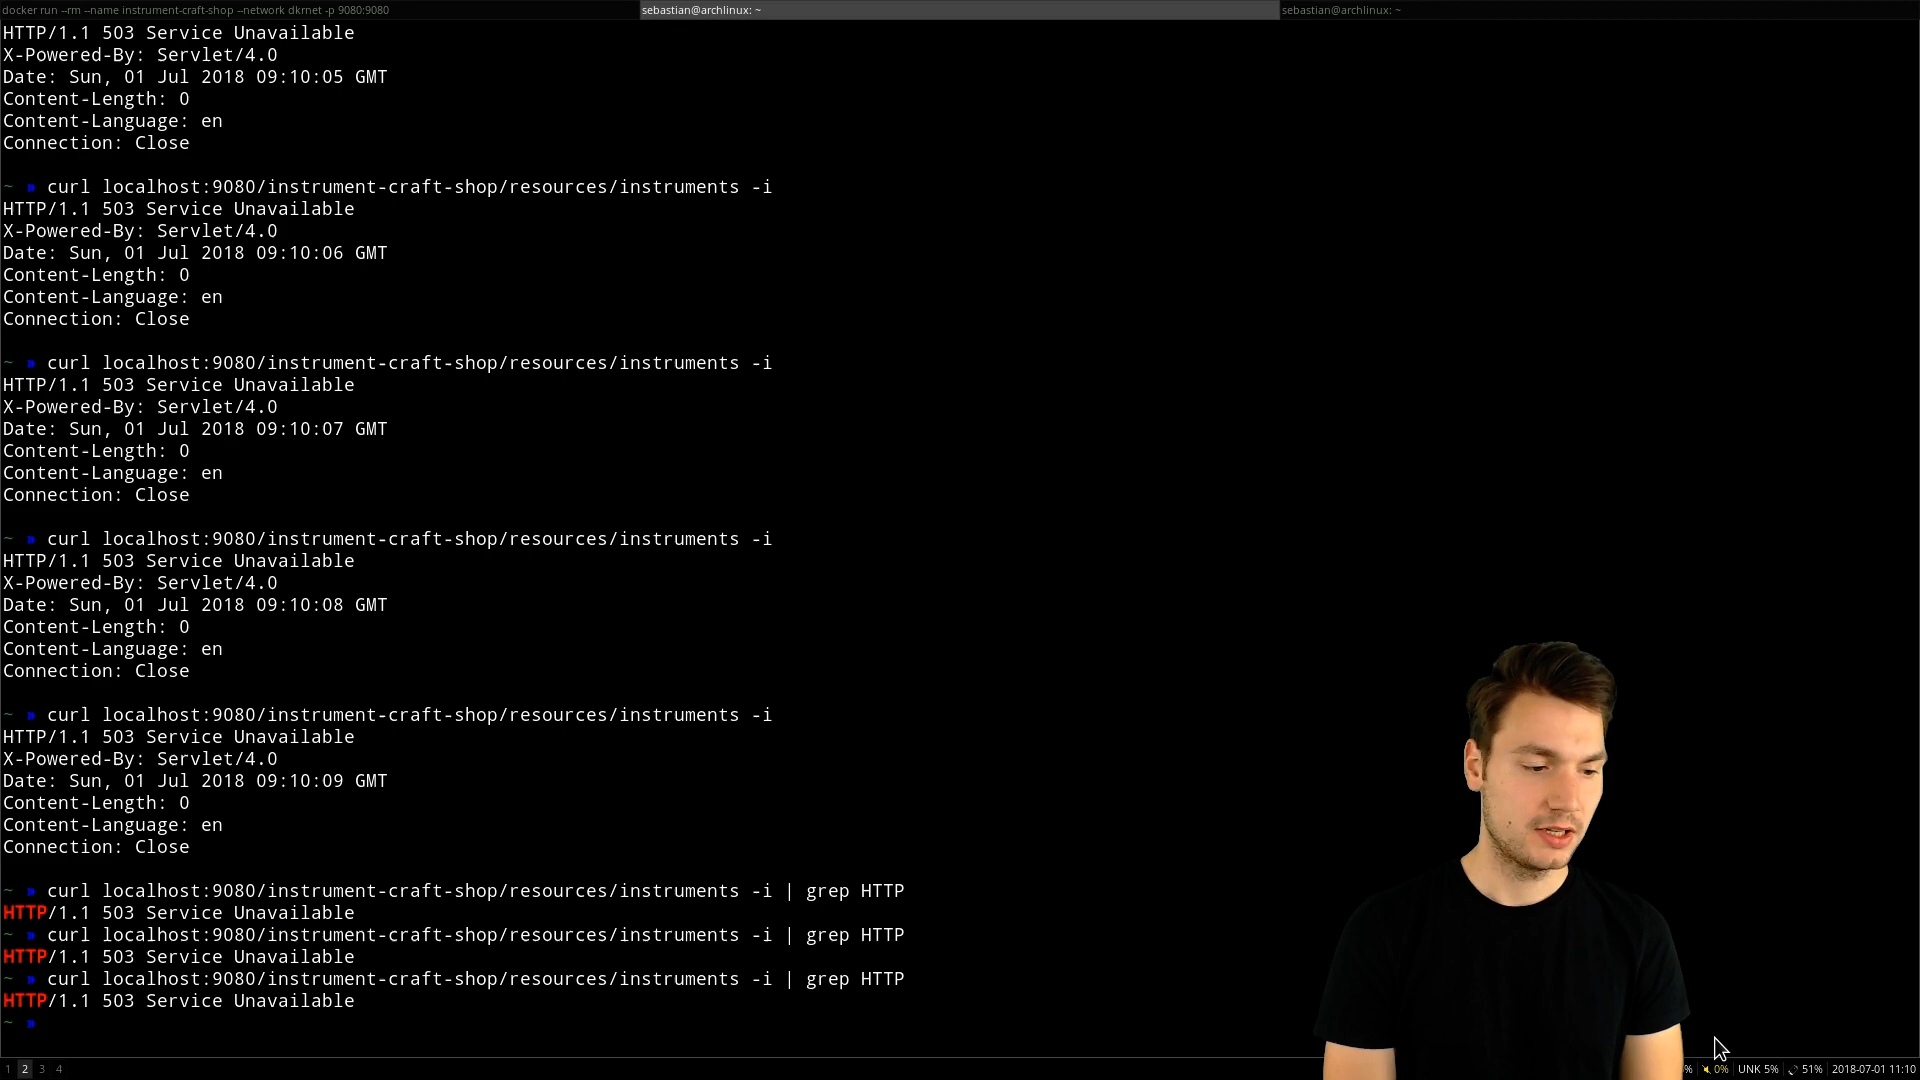 docker run --rm --name instrument-craft-shop --network dkrnet -p 9080:9080
sebastian@archlinux: ~
sebastian@archlinux: ~
HTTP/1.1 503 Service Unavailable
X-Powered-By: Servlet/4.0
Date: Sun, 01 Jul 2018 09:10:05 GMT
Content-Length: 0
Content-Language: en
Connection: Close
~ » curl localhost:9080/instrument-craft-shop/resources/instruments -i
HTTP/1.1 503 Service Unavailable
X-Powered-By: Servlet/4.0
Date: Sun, 01 Jul 2018 09:10:06 GMT
Content-Length: 0
Content-Language: en
Connection: Close
~ » curl localhost:9080/instrument-craft-shop/resources/instruments -i
HTTP/1.1 503 Service Unavailable
X-Powered-By: Servlet/4.0
Date: Sun, 01 Jul 2018 09:10:07 GMT
Content-Length: 0
Content-Language: en
Connection: Close
~ » curl localhost:9080/instrument-craft-shop/resources/instruments -i
HTTP/1.1 503 Service Unavailable
X-Powered-By: Servlet/4.0
Date: Sun, 01 Jul 2018 09:10:08 GMT
Content-Length: 0
Content-Language: en
Connection: Close
~ » curl localhost:9080/instrument-craft-shop/resources/instruments -i
HTTP/1.1 503 Service Unavailable
X-Powered-By: Servlet/4.0
Date: Sun, 01 Jul 2018 09:10:09 GMT
Content-Length: 0
Content-Language: en
Connection: Close
~ » curl localhost:9080/instrument-craft-shop/resources/instruments -i | grep HTTP
HTTP/1.1 503 Service Unavailable
~ » curl localhost:9080/instrument-craft-shop/resources/instruments -i | grep HTTP
HTTP/1.1 503 Service Unavailable
~ » curl localhost:9080/instrument-craft-shop/resources/instruments -i | grep HTTP
HTTP/1.1 503 Service Unavailable
~ »
1 2 3 4
% 0% UNK 5% 51% 2018-07-01 11:10